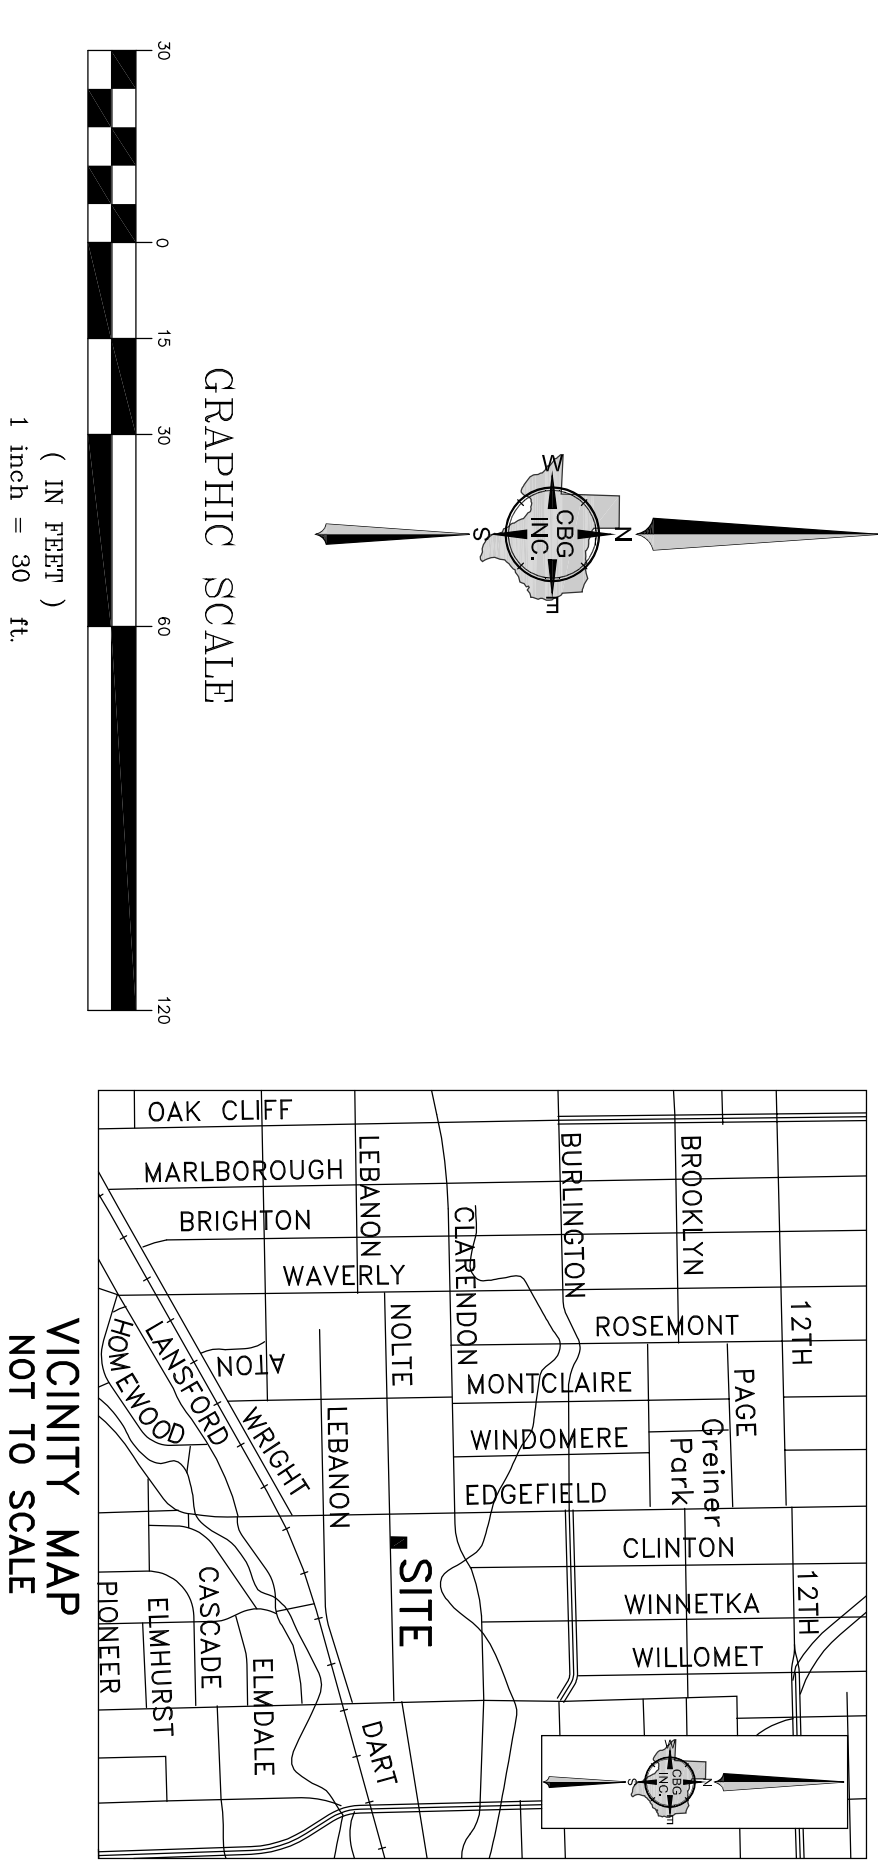 N
W
CBG
INC.
E
S
GRAPHIC SCALE
30
0
15
30
60
120
( IN FEET )
1 inch = 30 ft.
N
W
CBG
INC.
E
S
12TH
12TH
PAGE
Greiner
Park
BROOKLYN
ROSEMONT
WILLOMET
WINNETKA
CLINTON
BURLINGTON
MONTCLAIRE
WINDOMERE
EDGEFIELD
CLARENDON
SITE
NOLTE
LEBANON
LEBANON
DART
WAVERLY
OAK CLIFF
MARLBOROUGH
BRIGHTON
ATON
WRIGHT
LANSFORD
HOMEWOOD
ELMDALE
CASCADE
ELMHURST
PIONEER
VICINITY MAP
NOT TO SCALE